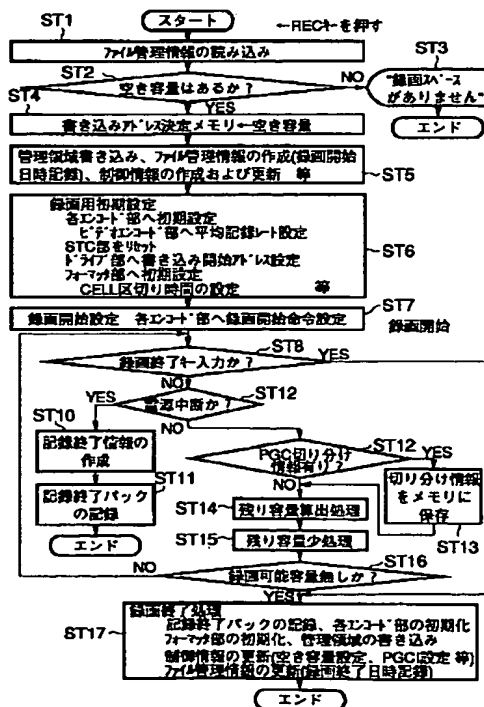 スタート
←RECキーを押す
ST1
ファイル管理情報の読み込み
ST2
空き容量はあるか?
NO
ST3
"録画スペースがありません"
エンド
YES
ST4
書き込みアドレス決定メモリ←空き容量
管理領域書き込み、ファイル管理情報の作成(録画開始
日時記録)、制御情報の作成および更新 等
ST5
録画用初期設定
各エンコード部へ初期設定
ビデオエンコード部へ平均記録レート設定
STC部をリセット
ドライブ部へ書き込み開始アドレス設定
フォーマッタ部へ初期設定
CELL区切り時間の設定 等
ST6
ST7
録画開始設定 各エンコード部へ録画開始命令設定
録画開始
ST8
録画終了キー入力か?
YES
NO
ST12
電源中断か?
YES
NO
ST10
記録終了情報の
作成
ST11
記録終了パック
の記録
エンド
ST12
PGC切り分け
情報有り?
YES
NO
切り分け情報
をメモリに
保存
ST13
ST14
残り容量算出処理
ST15
残り容量少処理
ST16
録画可能容量無しか?
NO
YES
ST17
録画終了処理
記録終了パックの記録、各エンコード部の初期化
フォーマッタ部の初期化、管理領域の書き込み
制御情報の更新(空き容量設定、PGCI設定 等)
ファイル管理情報の更新(録画終了日時記録)
エンド